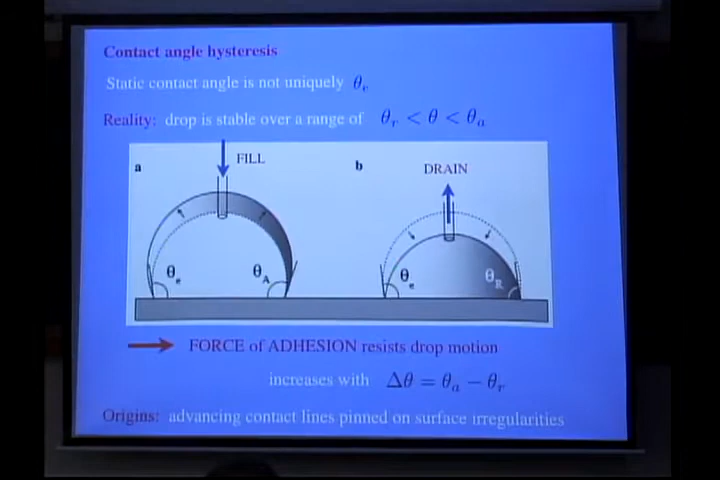 Contact angle hysteresis
Static contact angle is not uniquely θe
Reality: drop is stable over a range of θr < θ < θa
a
FILL
b
DRAIN
θe
θA
θe
θR
FORCE of ADHESION resists drop motion
increases with Δθ = θa − θr
Origins: advancing contact lines pinned on surface irregularities